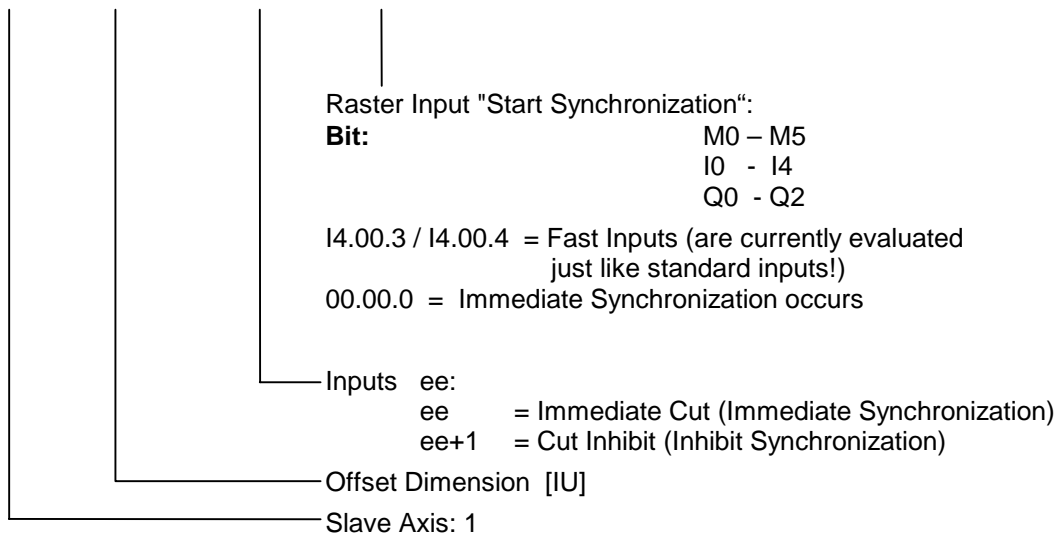 Raster Input "Start Synchronization“:
Bit: M0 – M5
I0 - I4
Q0 - Q2
I4.00.3 / I4.00.4 = Fast Inputs (are currently evaluated
just like standard inputs!)
00.00.0 = Immediate Synchronization occurs
Inputs ee:
ee = Immediate Cut (Immediate Synchronization)
ee+1 = Cut Inhibit (Inhibit Synchronization)
Offset Dimension [IU]
Slave Axis: 1